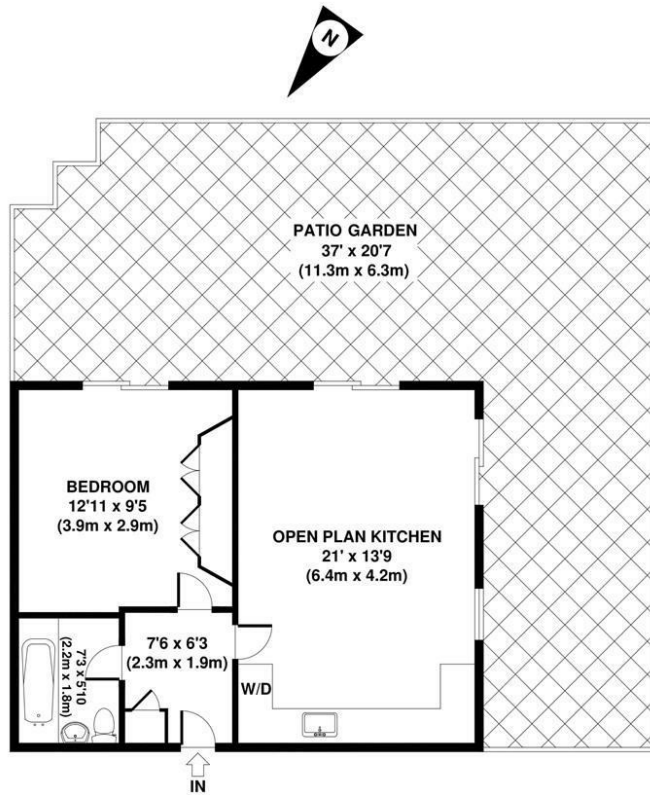 N
PATIO GARDEN
37' x 20'7
(11.3m x 6.3m)
BEDROOM
12'11 x 9'5
(3.9m x 2.9m)
OPEN PLAN KITCHEN
21' x 13'9
(6.4m x 4.2m)
7'3 x 5'10
(2.2m x 1.8m)
7'6 x 6'3
(2.3m x 1.9m)
W/D
IN